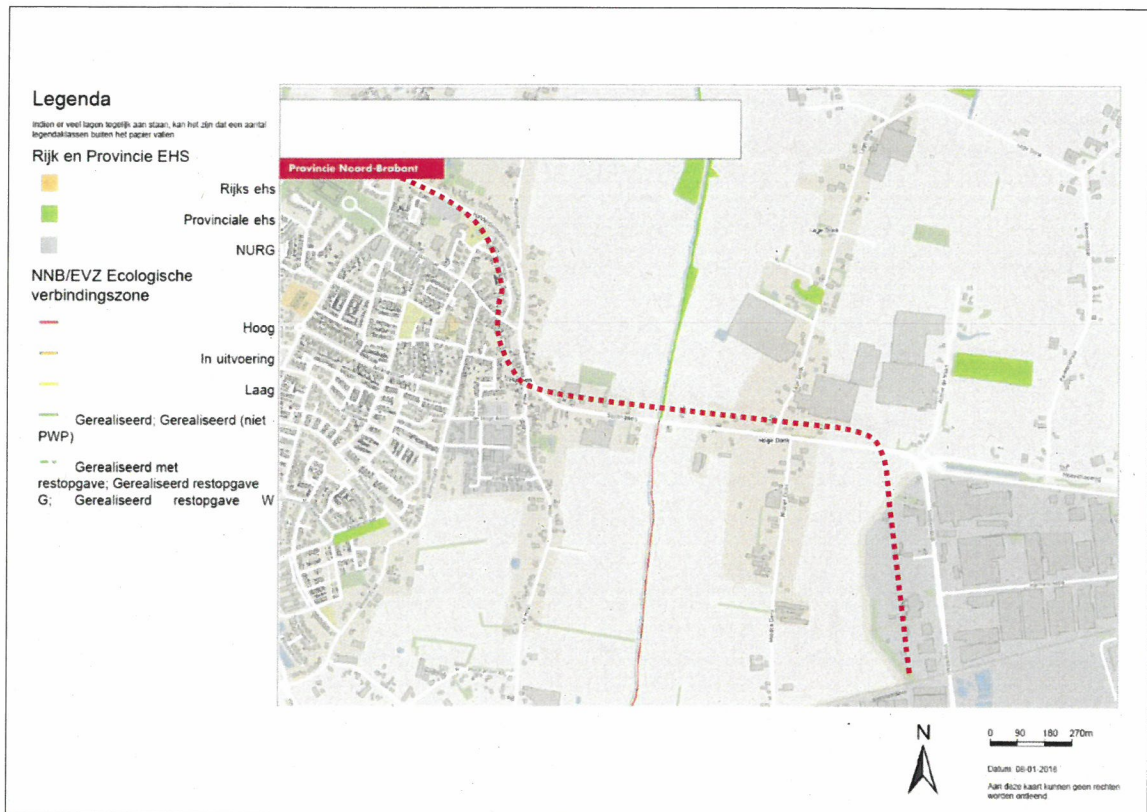 Legenda
Indien er veel lagen tegelijk aan staan, kan het zijn dat een aantal
legendaklassen buiten het papier vallen
Rijk en Provincie EHS
Rijks ehs
Provinciale ehs
NURG
NNB/EVZ Ecologische
verbindingszone
Hoog
In uitvoering
Laag
Gerealiseerd; Gerealiseerd (niet
PWP)
Gerealiseerd met
restopgave; Gerealiseerd restopgave
G; Gerealiseerd restopgave W
Provincie Noord-Brabant
Hoge Donk
N
0 90 180 270m
Datum: 08-01-2016
Aan deze kaart kunnen geen rechten
worden ontleend